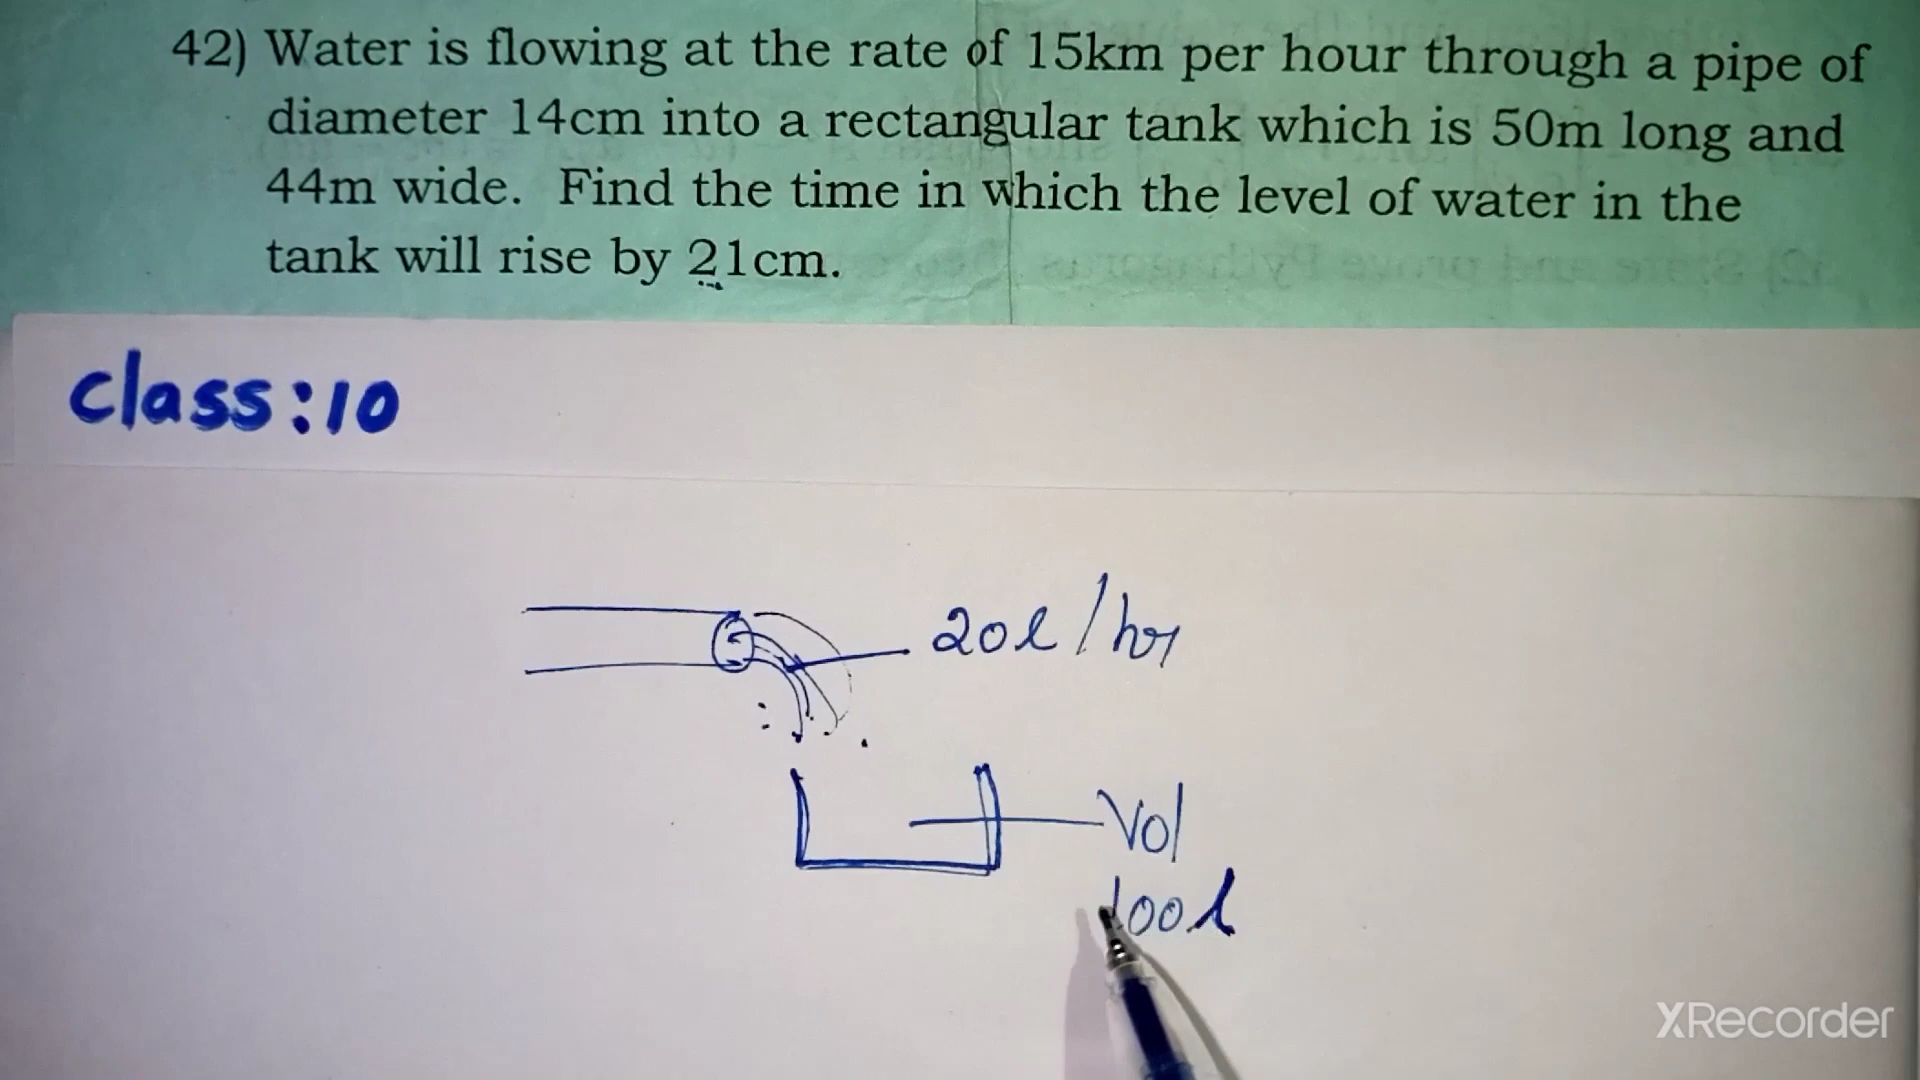 42) Water is flowing at the rate of 15km per hour through a pipe of
diameter 14cm into a rectangular tank which is 50m long and
44m wide. Find the time in which the level of water in the
tank will rise by 21cm.
class:10
20l/hr
Vol
100l
XRecorder